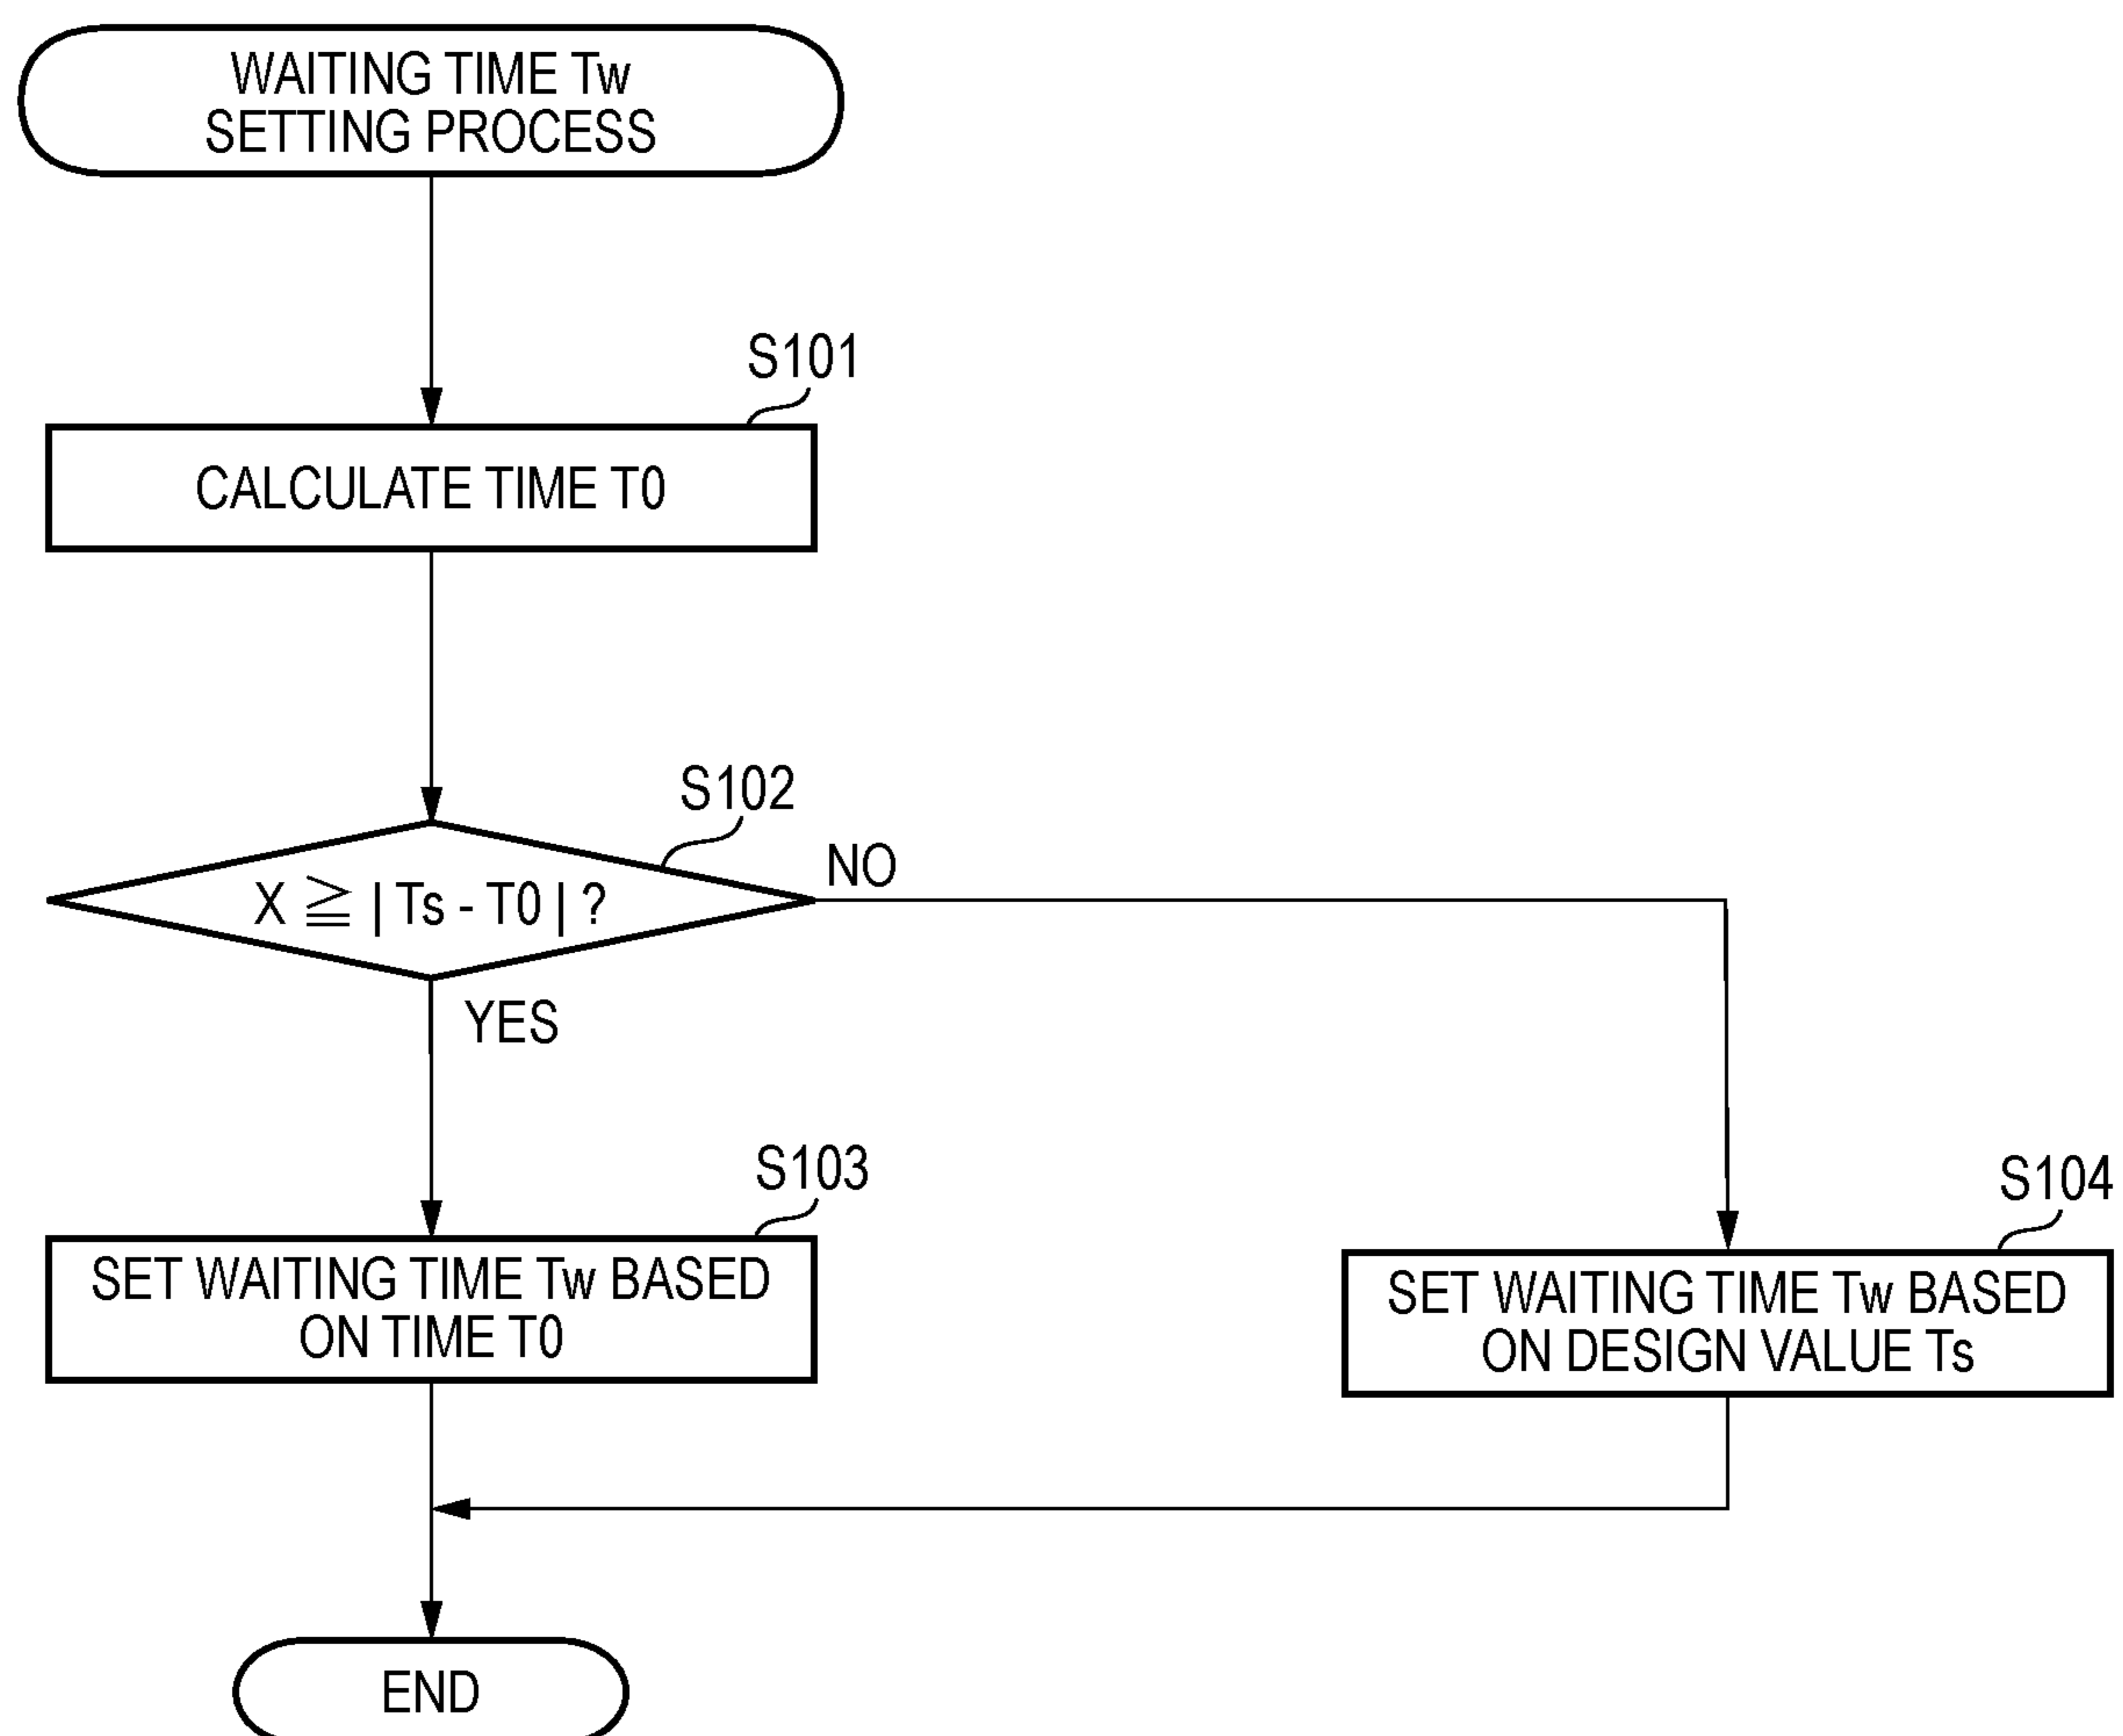 WAITING TIME Tw
SETTING PROCESS
S101
CALCULATE TIME T0
S102
X ≧ | Ts - T0 | ?
NO
YES
S103
SET WAITING TIME Tw BASED
ON TIME T0
S104
SET WAITING TIME Tw BASED
ON DESIGN VALUE Ts
END